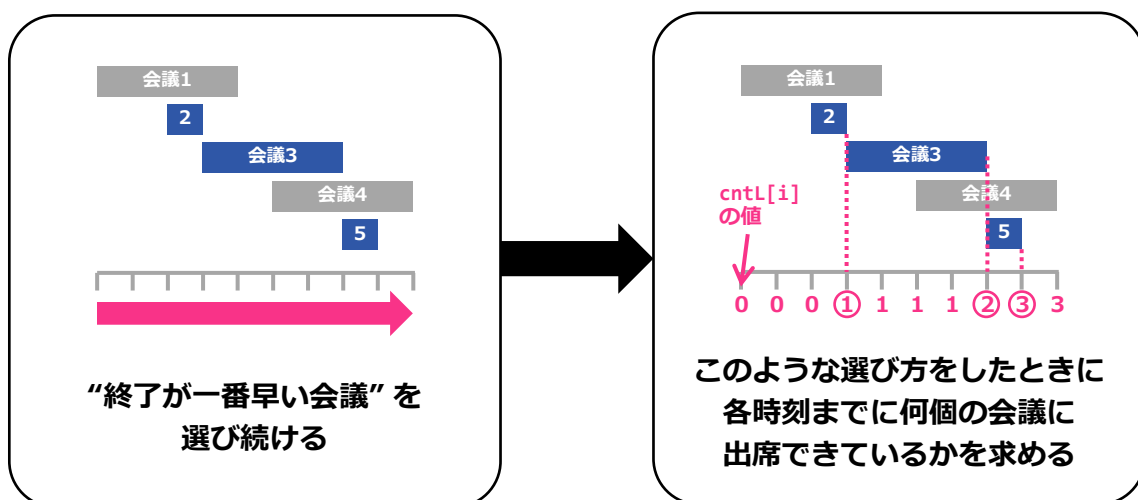 会議1
2
会議3
会議4
5
“終了が一番早い会議” を
選び続ける
会議1
2
会議3
会議4
5
cntL[i]
の値
0 0 0 1 1 1 1 2 3 3
このような選び方をしたときに
各時刻までに何個の会議に
出席できているかを求める